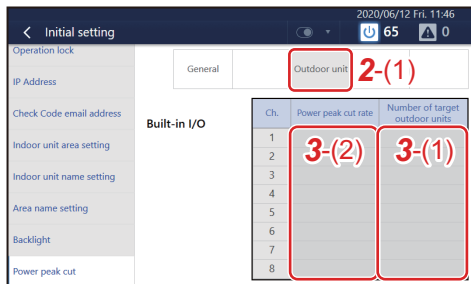 2020/06/12 Fri. 11:46
Initial setting
65
0
Operation lock
IP Address
Check Code email address
Indoor unit area setting
Indoor unit name setting
Area name setting
Backlight
Power peak cut
General
Outdoor unit
2-(1)
Built-in I/O
Ch.
Power peak cut rate
Number of target
outdoor units
1
2
3
4
5
6
7
8
3-(2)
3-(1)